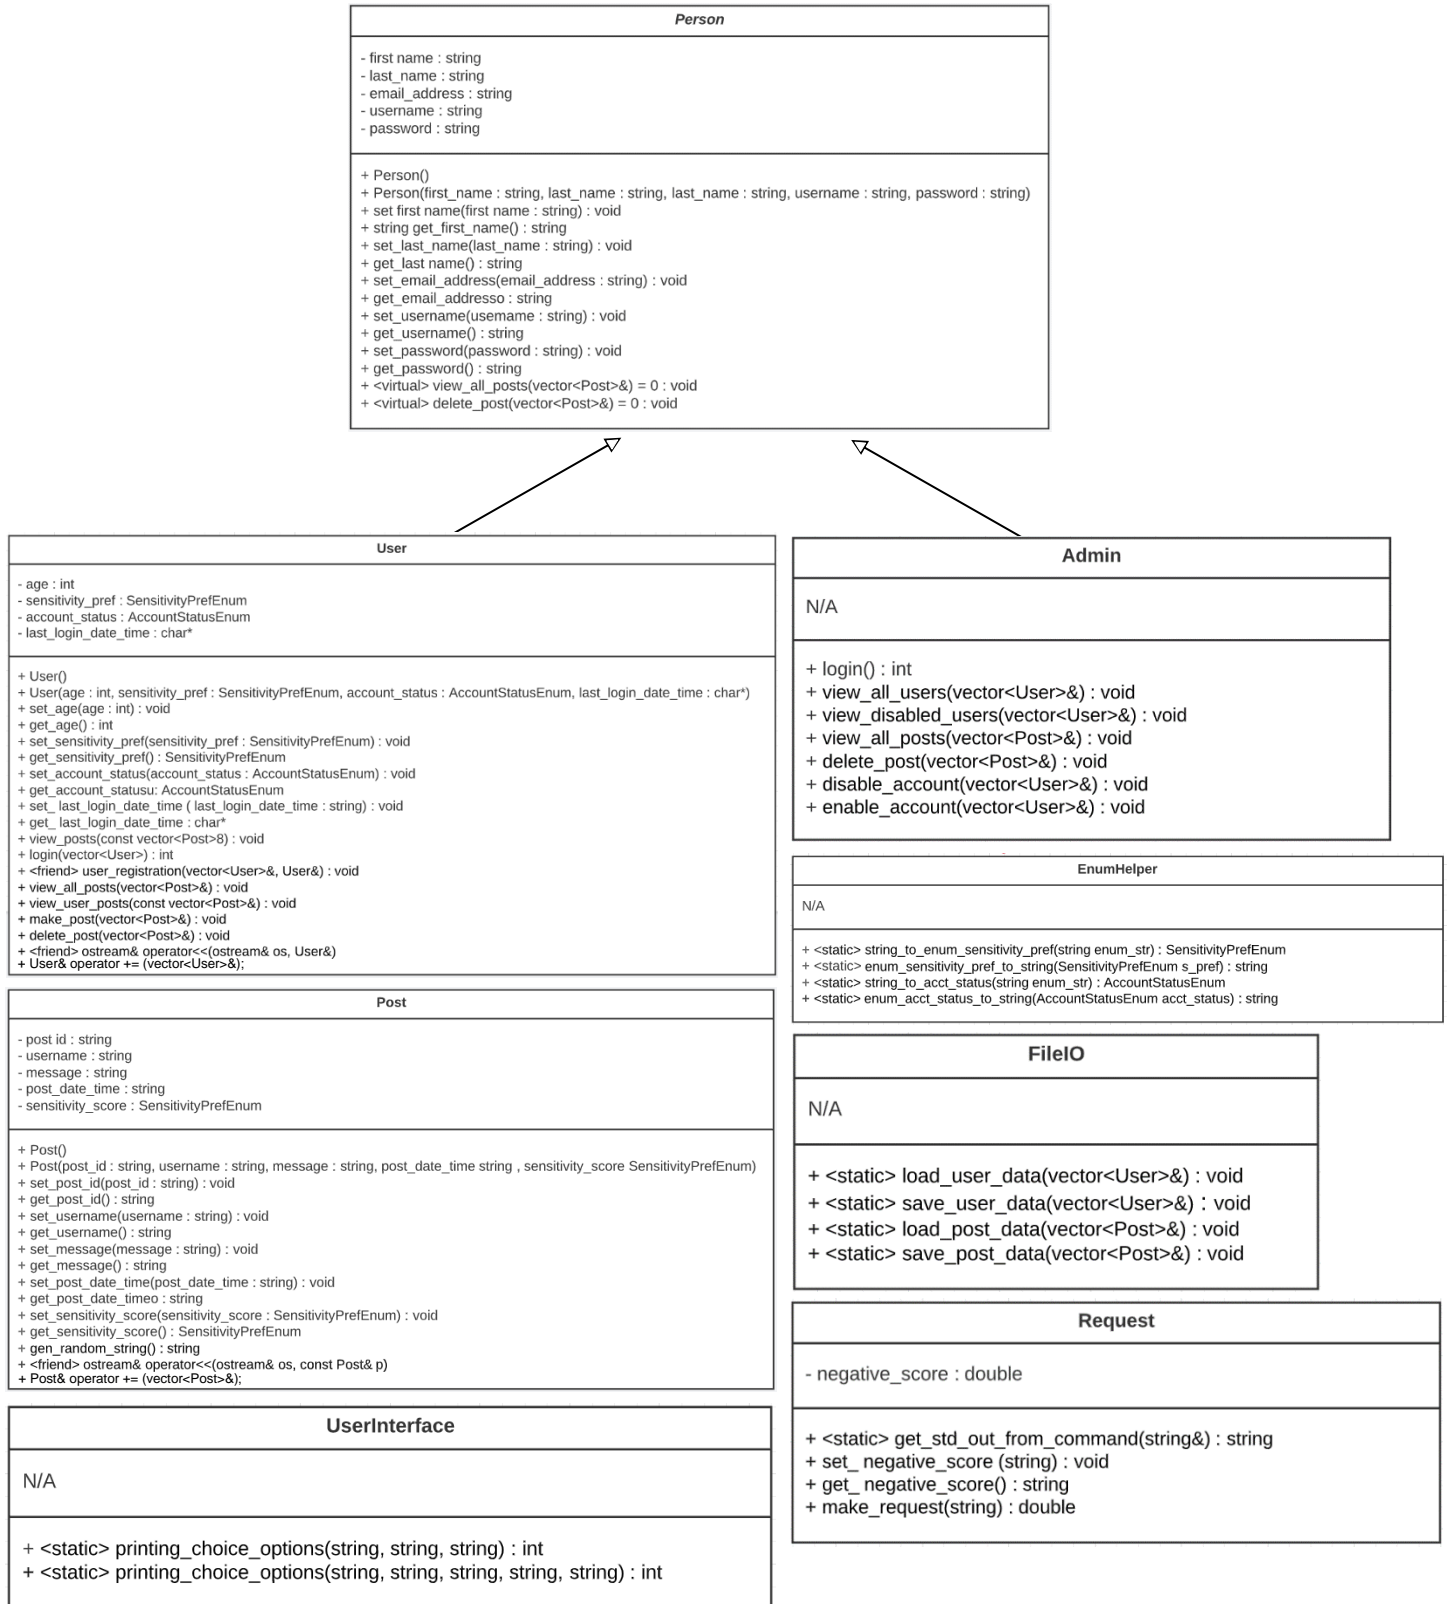 Person
- first name : string
- last_name : string
- email_address : string
- username : string
- password : string
+ Person()
+ Person(first_name : string, last_name : string, last_name : string, username : string, password : string)
+ set first name(first name : string) : void
+ string get_first_name() : string
+ set_last_name(last_name : string) : void
+ get_last name() : string
+ set_email_address(email_address : string) : void
+ get_email_addresso : string
+ set_username(usemame : string) : void
+ get_username() : string
+ set_password(password : string) : void
+ get_password() : string
+ <virtual> view_all_posts(vector<Post>&) = 0 : void
+ <virtual> delete_post(vector<Post>&) = 0 : void
User
- age : int
- sensitivity_pref : SensitivityPrefEnum
- account_status : AccountStatusEnum
- last_login_date_time : char*
+ User()
+ User(age : int, sensitivity_pref : SensitivityPrefEnum, account_status : AccountStatusEnum, last_login_date_time : char*)
+ set_age(age : int) : void
+ get_age() : int
+ set_sensitivity_pref(sensitivity_pref : SensitivityPrefEnum) : void
+ get_sensitivity_pref() : SensitivityPrefEnum
+ set_account_status(account_status : AccountStatusEnum) : void
+ get_account_statusu: AccountStatusEnum
+ set_ last_login_date_time ( last_login_date_time : string) : void
+ get_ last_login_date_time : char*
+ view_posts(const vector<Post>8) : void
+ login(vector<User>) : int
+ <friend> user_registration(vector<User>&, User&) : void
+ view_all_posts(vector<Post>&) : void
+ view_user_posts(const vector<Post>&) : void
+ make_post(vector<Post>&) : void
+ delete_post(vector<Post>&) : void
+ <friend> ostream& operator<<(ostream& os, User&)
+ User& operator += (vector<User>&);
Admin
N/A
+ login() : int
+ view_all_users(vector<User>&) : void
+ view_disabled_users(vector<User>&) : void
+ view_all_posts(vector<Post>&) : void
+ delete_post(vector<Post>&) : void
+ disable_account(vector<User>&) : void
+ enable_account(vector<User>&) : void
EnumHelper
N/A
+ <static> string_to_enum_sensitivity_pref(string enum_str) : SensitivityPrefEnum
+ <static> enum_sensitivity_pref_to_string(SensitivityPrefEnum s_pref) : string
+ <static> string_to_acct_status(string enum_str) : AccountStatusEnum
+ <static> enum_acct_status_to_string(AccountStatusEnum acct_status) : string
Post
- post id : string
- username : string
- message : string
- post_date_time : string
- sensitivity_score : SensitivityPrefEnum
+ Post()
+ Post(post_id : string, username : string, message : string, post_date_time string , sensitivity_score SensitivityPrefEnum)
+ set_post_id(post_id : string) : void
+ get_post_id() : string
+ set_username(username : string) : void
+ get_username() : string
+ set_message(message : string) : void
+ get_message() : string
+ set_post_date_time(post_date_time : string) : void
+ get_post_date_timeo : string
+ set_sensitivity_score(sensitivity_score : SensitivityPrefEnum) : void
+ get_sensitivity_score() : SensitivityPrefEnum
+ gen_random_string() : string
+ <friend> ostream& operator<<(ostream& os, const Post& p)
+ Post& operator += (vector<Post>&);
FileIO
N/A
+ <static> load_user_data(vector<User>&) : void
+ <static> save_user_data(vector<User>&) : void
+ <static> load_post_data(vector<Post>&) : void
+ <static> save_post_data(vector<Post>&) : void
Request
- negative_score : double
+ <static> get_std_out_from_command(string&) : string
+ set_ negative_score (string) : void
+ get_ negative_score() : string
+ make_request(string) : double
UserInterface
N/A
+ <static> printing_choice_options(string, string, string) : int
+ <static> printing_choice_options(string, string, string, string, string) : int